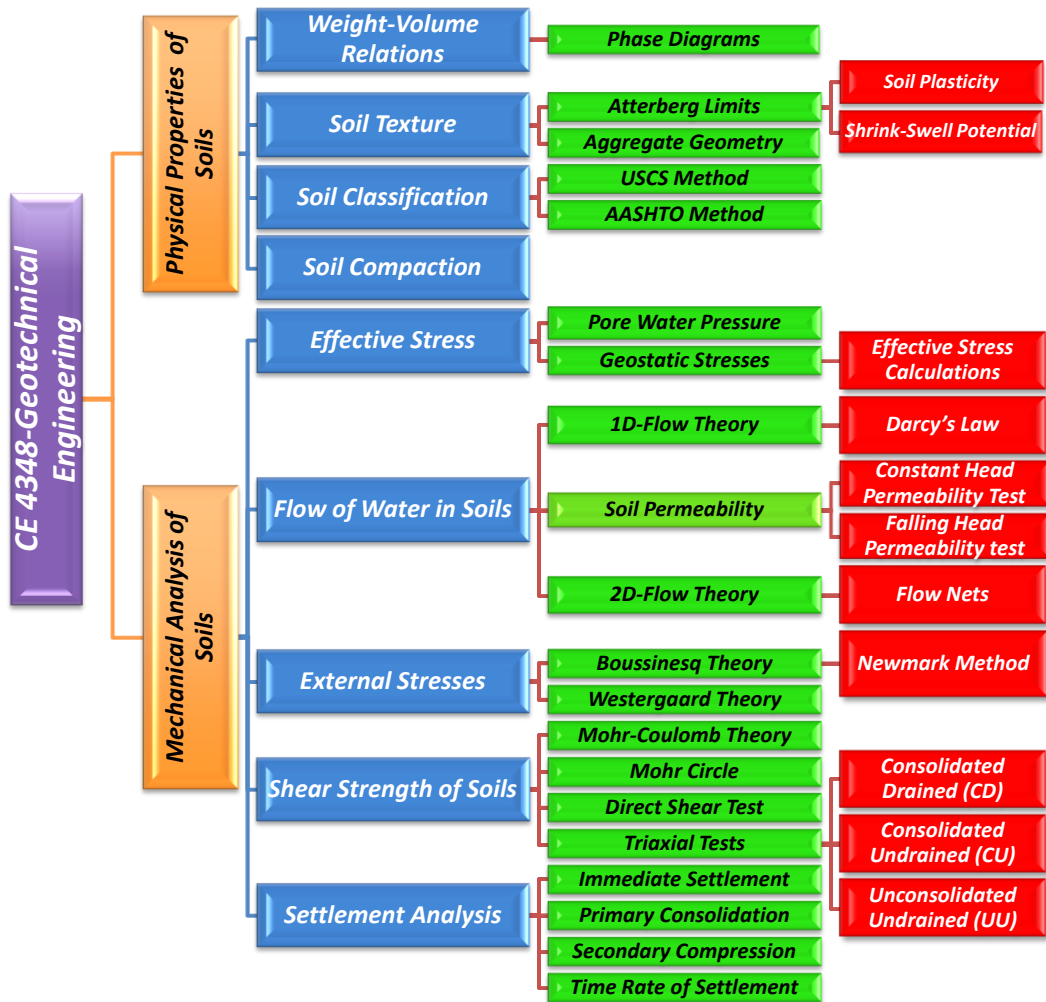 CE 4348-Geotechnical
Engineering
Physical Properties of
Soils
Weight-Volume
Relations
Phase Diagrams
Soil Texture
Atterberg Limits
Soil Plasticity
Shrink-Swell Potential
Aggregate Geometry
Soil Classification
USCS Method
AASHTO Method
Soil Compaction
Mechanical Analysis of
Soils
Effective Stress
Pore Water Pressure
Geostatic Stresses
Effective Stress
Calculations
Flow of Water in Soils
1D-Flow Theory
Darcy's Law
Soil Permeability
Constant Head
Permeability Test
Falling Head
Permeability test
2D-Flow Theory
Flow Nets
External Stresses
Boussinesq Theory
Newmark Method
Westergaard Theory
Shear Strength of Soils
Mohr-Coulomb Theory
Mohr Circle
Direct Shear Test
Triaxial Tests
Consolidated
Drained (CD)
Consolidated
Undrained (CU)
Unconsolidated
Undrained (UU)
Settlement Analysis
Immediate Settlement
Primary Consolidation
Secondary Compression
Time Rate of Settlement